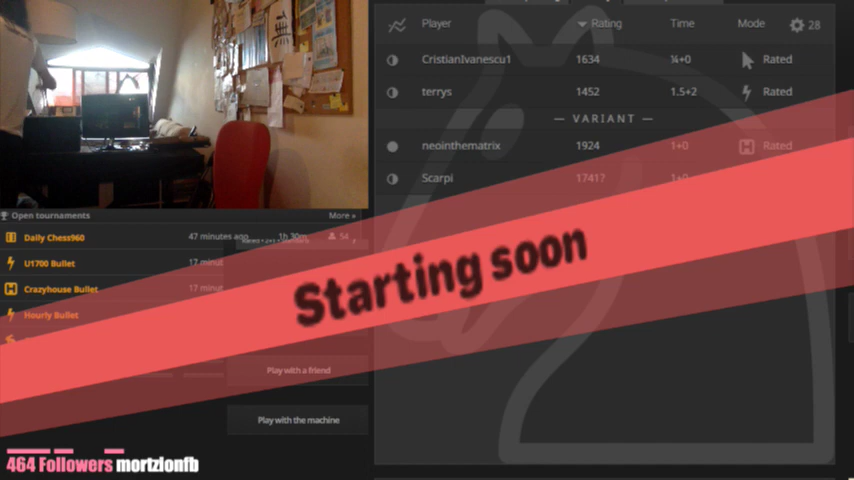 Player Rating Time Mode 28
CristianIvanescu1 1634 ¼+0 Rated
terrys 1452 1.5+2 Rated
— VARIANT —
neointhematrix 1924 1+0 Rated
Scarpi 1741?
Open tournaments More »
Daily Chess960 47 minutes ago 1h 30m 54
U1700 Bullet 17 minut
Crazyhouse Bullet 17 minut
Hourly Bullet
Starting soon
Play with a friend
Play with the machine
464 Followers mortzionfb